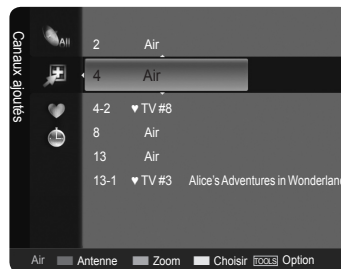 Canaux ajoutés
All
2 Air
4 Air
4-2 ♥ TV #8
8 Air
13 Air
13-1 ♥ TV #3 Alice's Adventures in Wonderlan
Air Antenne Zoom Choisir TOOLS Option